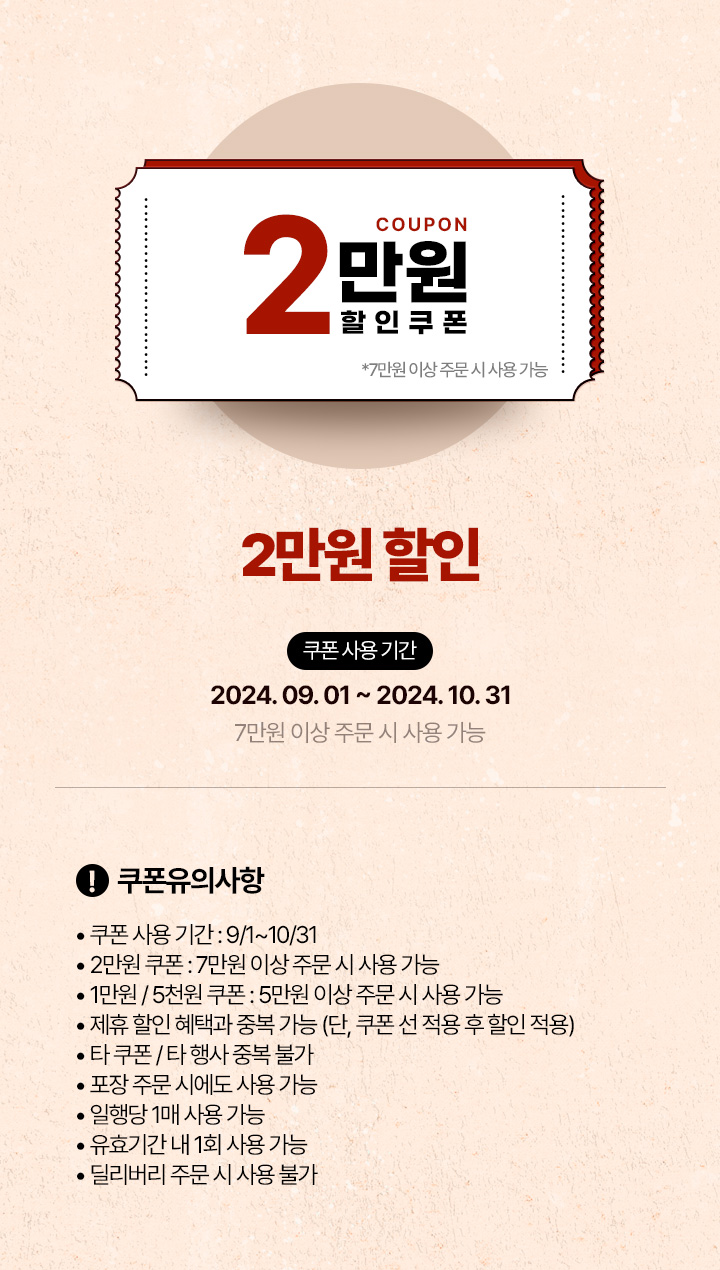 COUPON
2만원
할인쿠폰
*7만원 이상 주문 시 사용 가능
2만원 할인
쿠폰 사용 기간
2024. 09. 01 ~ 2024. 10. 31
7만원 이상 주문 시 사용 가능
! 쿠폰유의사항
• 쿠폰 사용 기간 : 9/1~10/31
• 2만원 쿠폰 : 7만원 이상 주문 시 사용 가능
• 1만원 / 5천원 쿠폰 : 5만원 이상 주문 시 사용 가능
• 제휴 할인 혜택과 중복 가능 (단, 쿠폰 선 적용 후 할인 적용)
• 타 쿠폰 / 타 행사 중복 불가
• 포장 주문 시에도 사용 가능
• 일행당 1매 사용 가능
• 유효기간 내 1회 사용 가능
• 딜리버리 주문 시 사용 불가